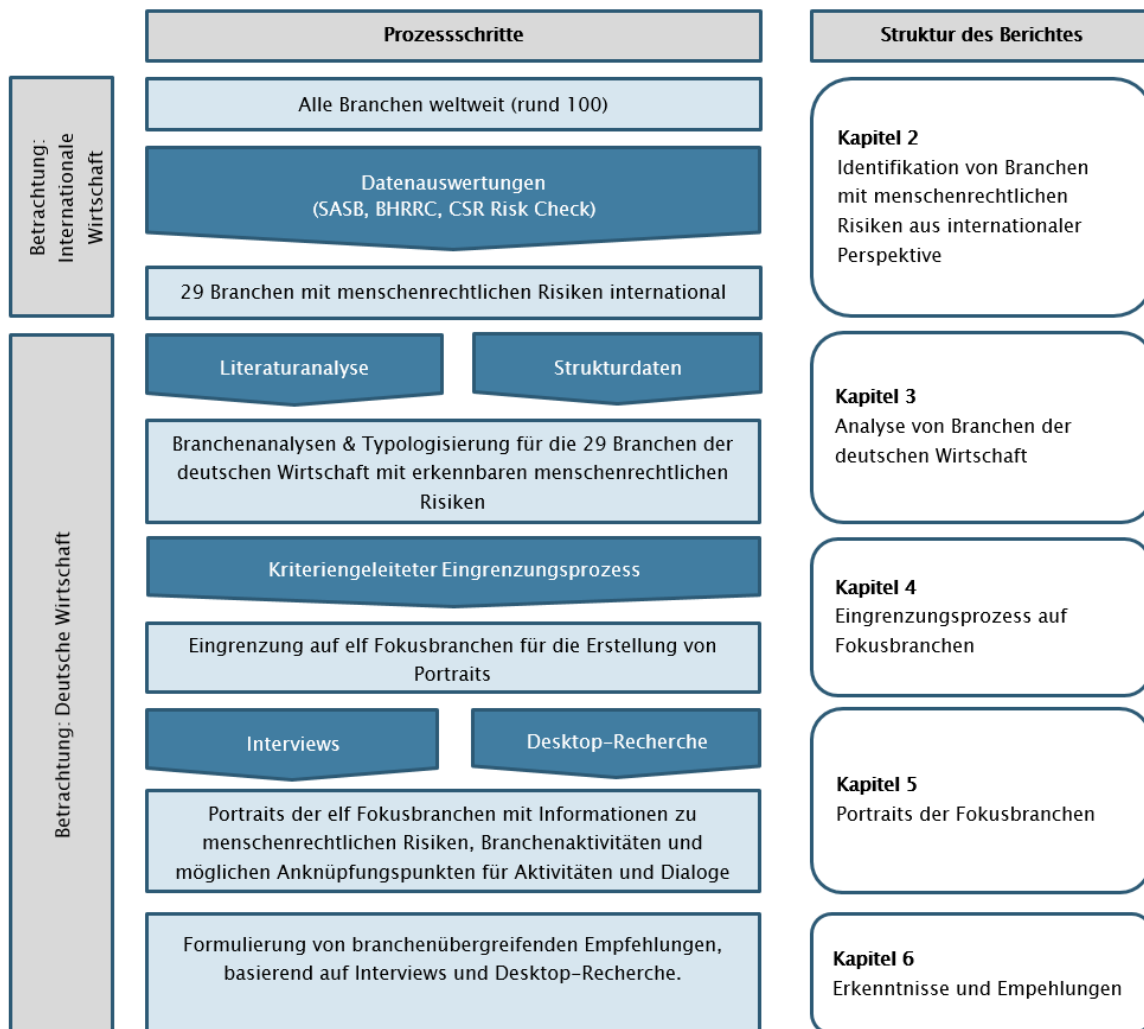 Prozessschritte
Struktur des Berichtes
Betrachtung:
Internationale
Wirtschaft
Alle Branchen weltweit (rund 100)
Datenauswertungen
(SASB, BHRRC, CSR Risk Check)
29 Branchen mit menschenrechtlichen Risiken international
Kapitel 2
Identifikation von Branchen
mit menschenrechtlichen
Risiken aus internationaler
Perspektive
Betrachtung: Deutsche Wirtschaft
Literaturanalyse
Strukturdaten
Branchenanalysen & Typologisierung für die 29 Branchen der
deutschen Wirtschaft mit erkennbaren menschenrechtlichen
Risiken
Kapitel 3
Analyse von Branchen der
deutschen Wirtschaft
Kriteriengeleiteter Eingrenzungsprozess
Eingrenzung auf elf Fokusbranchen für die Erstellung von
Portraits
Kapitel 4
Eingrenzungsprozess auf
Fokusbranchen
Interviews
Desktop-Recherche
Portraits der elf Fokusbranchen mit Informationen zu
menschenrechtlichen Risiken, Branchenaktivitäten und
möglichen Anknüpfungspunkten für Aktivitäten und Dialoge
Kapitel 5
Portraits der Fokusbranchen
Formulierung von branchenübergreifenden Empfehlungen,
basierend auf Interviews und Desktop-Recherche.
Kapitel 6
Erkenntnisse und Empehlungen